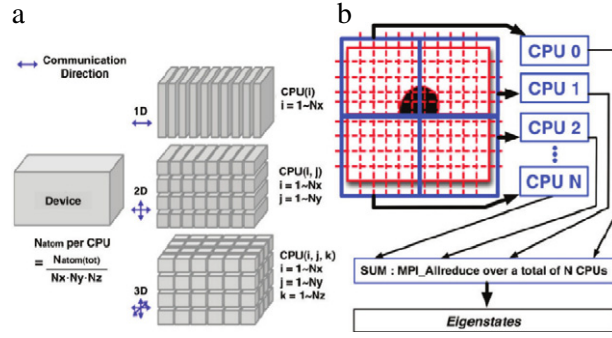 a
Communication
Direction
1D
CPU(i)
i = 1~Nx
Device
2D
CPU(i, j)
i = 1~Nx
j = 1~Ny
Natom per CPU
= Natom(tot)
Nx·Ny·Nz
3D
CPU(i, j, k)
i = 1~Nx
j = 1~Ny
k = 1~Nz
b
CPU 0
CPU 1
CPU 2
CPU N
SUM : MPI_Allreduce over a total of N CPUs
Eigenstates